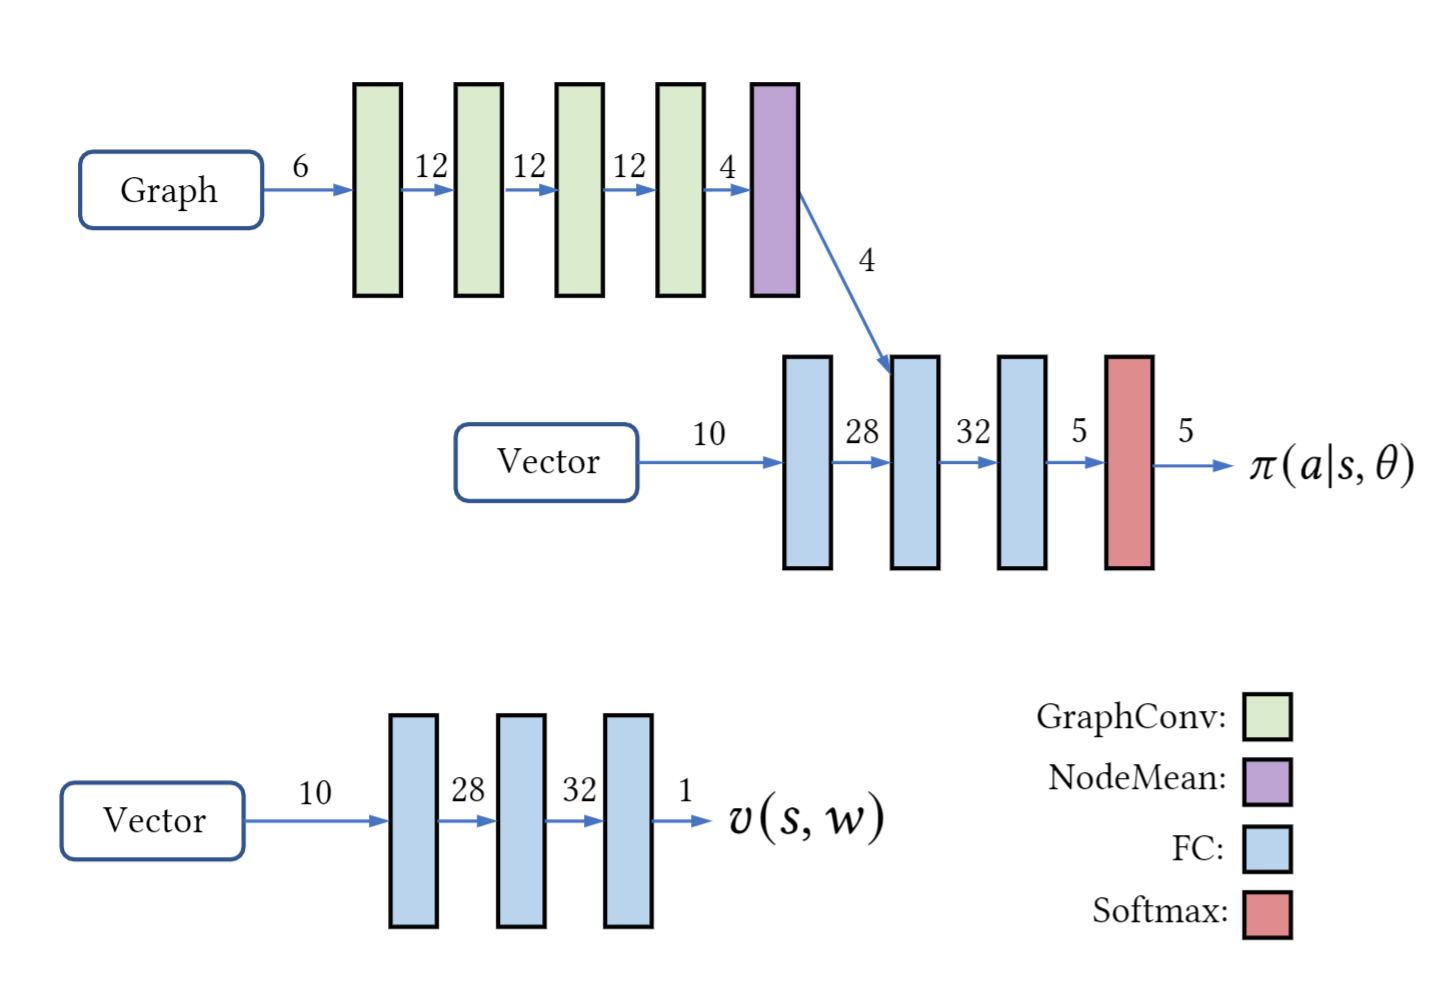 Graph
6
12
12
12
4
4
Vector
10
28
32
5
5
π(a|s, θ)
Vector
10
28
32
1
v(s, w)
GraphConv:
NodeMean:
FC:
Softmax: